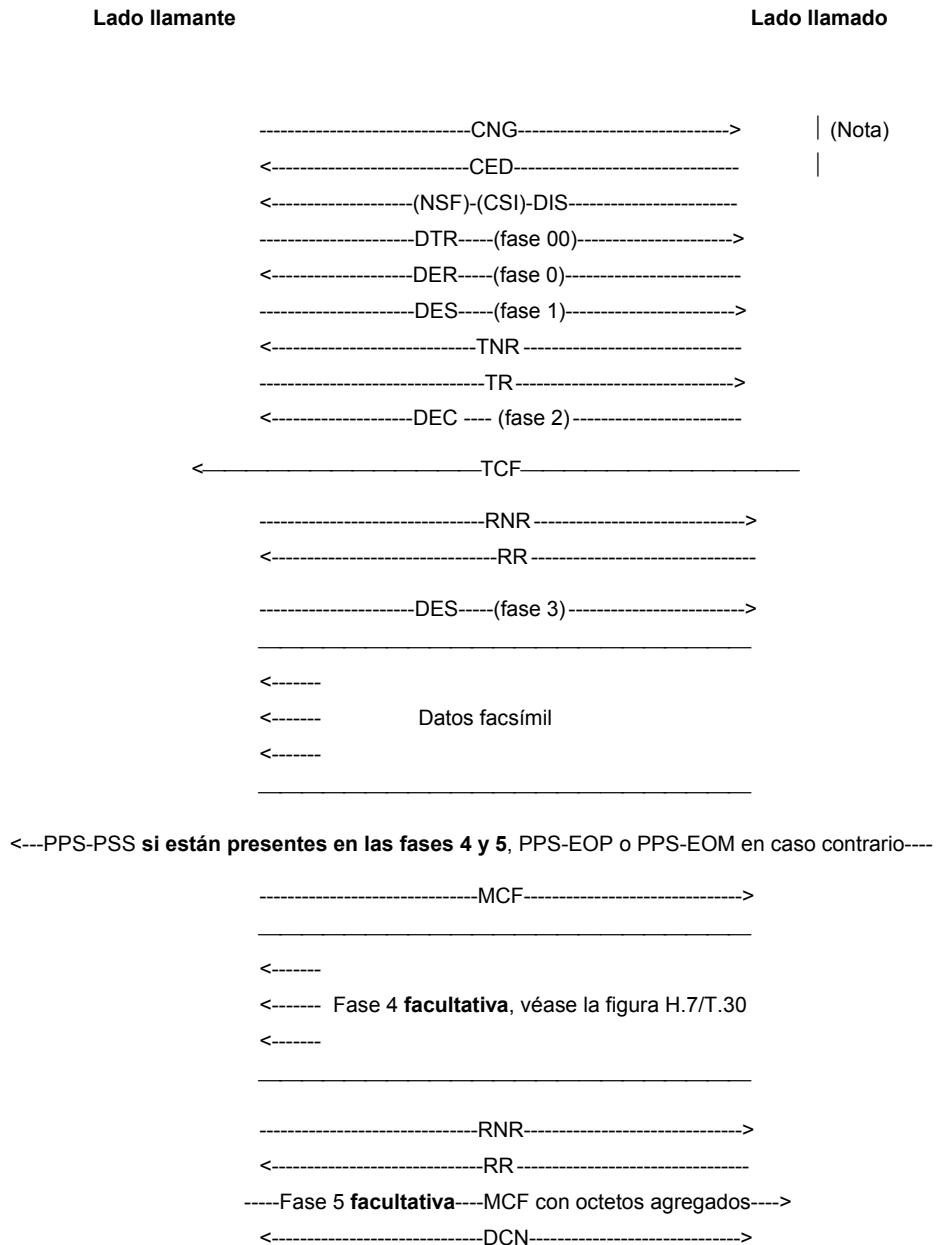 Lado llamante Lado llamado
------------------------------CNG------------------------------> | (Nota)
<----------------------------CED-------------------------------- |
<--------------------(NSF)-(CSI)-DIS------------------------
----------------------DTR-----(fase 00)---------------------->
<--------------------DER-----(fase 0)-------------------------
----------------------DES-----(fase 1)------------------------>
<-----------------------------TNR -------------------------------
--------------------------------TR------------------------------->
<--------------------DEC ---- (fase 2)------------------------
<————————————TCF————————————
--------------------------------RNR ------------------------------>
<--------------------------------RR --------------------------------
----------------------DES-----(fase 3) ------------------------->
<-------
<------- Datos facsímil
<-------
<---PPS-PSS si están presentes en las fases 4 y 5, PPS-EOP o PPS-EOM en caso contrario----
-------------------------------MCF------------------------------->
<-------
<------- Fase 4 facultativa, véase la figura H.7/T.30
<-------
-------------------------------RNR------------------------------->
<------------------------------RR ---------------------------------
-----Fase 5 facultativa----MCF con octetos agregados---->
<------------------------------DCN------------------------------>